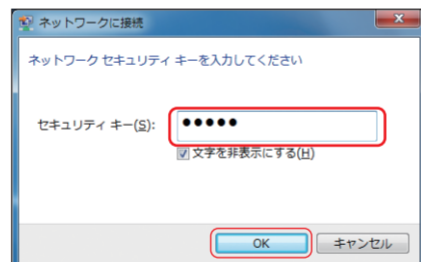 ネットワークに接続
ネットワーク セキュリティ キーを入力してください
セキュリティ キー(S): ●●●●●
文字を非表示にする(H)
OK キャンセル